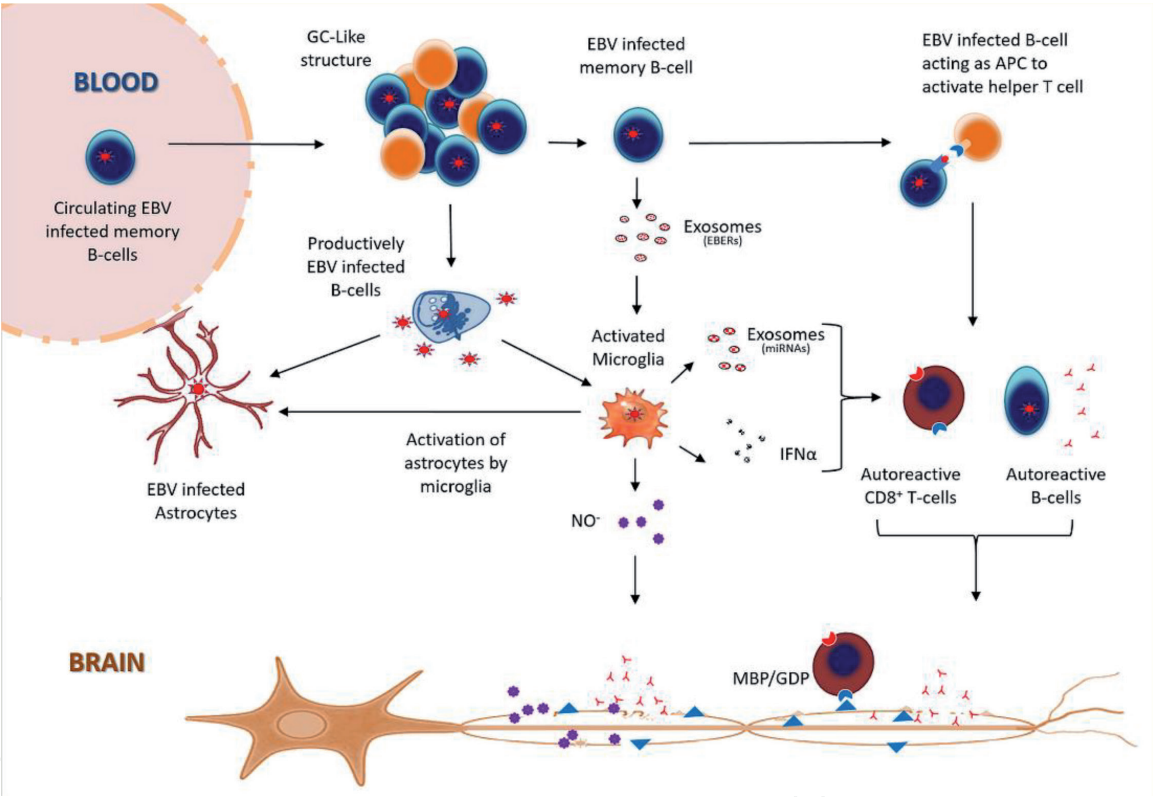 BLOOD
Circulating EBV
infected memory
B-cells
GC-Like
structure
EBV infected
memory B-cell
EBV infected B-cell
acting as APC to
activate helper T cell
Productively
EBV infected
B-cells
Exosomes
(EBERs)
Activated
Microglia
Exosomes
(miRNAs)
IFNα
Activation of
astrocytes by
microglia
EBV infected
Astrocytes
NO⁻
Autoreactive
CD8⁺ T-cells
Autoreactive
B-cells
BRAIN
MBP/GDP